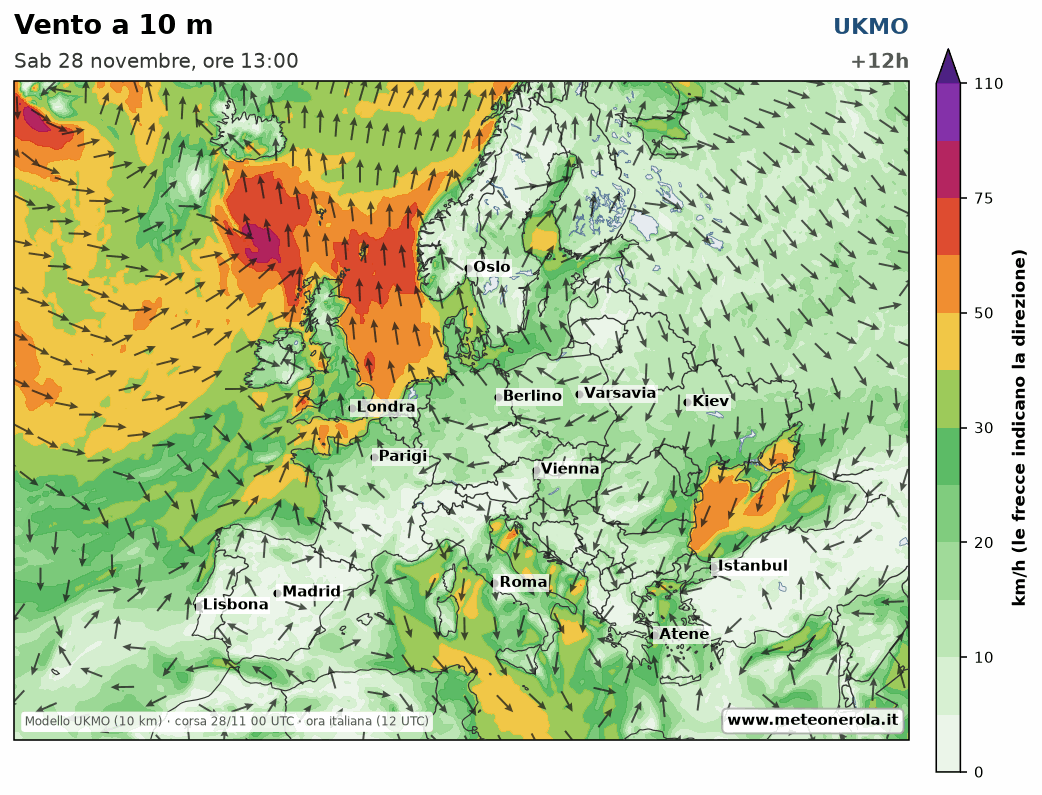 Vento a 10 m
UKMO
Sab 28 novembre, ore 13:00
+12h
110
75
50
30
20
10
0
km/h (le frecce indicano la direzione)
Oslo
Berlino
Varsavia
Kiev
Londra
Parigi
Vienna
Istanbul
Roma
Madrid
Lisbona
Atene
Modello UKMO (10 km) · corsa 28/11 00 UTC · ora italiana (12 UTC)
www.meteonerola.it